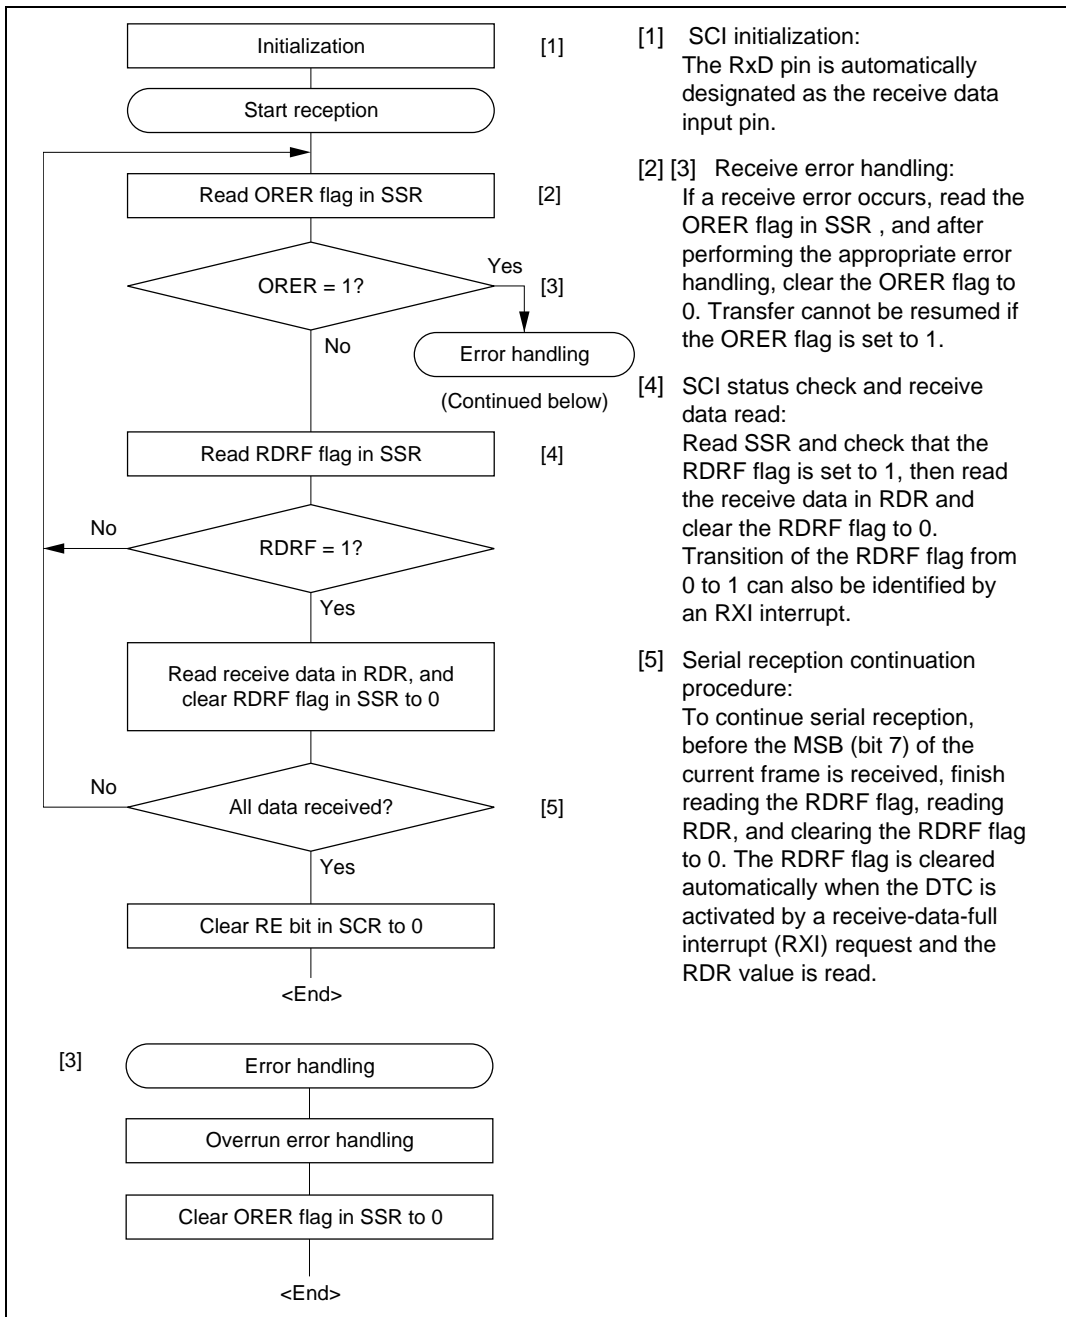 Initialization
[1]
Start reception
Read ORER flag in SSR
[2]
ORER = 1?
Yes
[3]
No
Error handling
(Continued below)
Read RDRF flag in SSR
[4]
No
RDRF = 1?
Yes
Read receive data in RDR, and
clear RDRF flag in SSR to 0
No
All data received?
[5]
Yes
Clear RE bit in SCR to 0
<End>
[3]
Error handling
Overrun error handling
Clear ORER flag in SSR to 0
<End>
[1] SCI initialization:
The RxD pin is automatically
designated as the receive data
input pin.
[2] [3] Receive error handling:
If a receive error occurs, read the
ORER flag in SSR , and after
performing the appropriate error
handling, clear the ORER flag to
0. Transfer cannot be resumed if
the ORER flag is set to 1.
[4] SCI status check and receive
data read:
Read SSR and check that the
RDRF flag is set to 1, then read
the receive data in RDR and
clear the RDRF flag to 0.
Transition of the RDRF flag from
0 to 1 can also be identified by
an RXI interrupt.
[5] Serial reception continuation
procedure:
To continue serial reception,
before the MSB (bit 7) of the
current frame is received, finish
reading the RDRF flag, reading
RDR, and clearing the RDRF flag
to 0. The RDRF flag is cleared
automatically when the DTC is
activated by a receive-data-full
interrupt (RXI) request and the
RDR value is read.